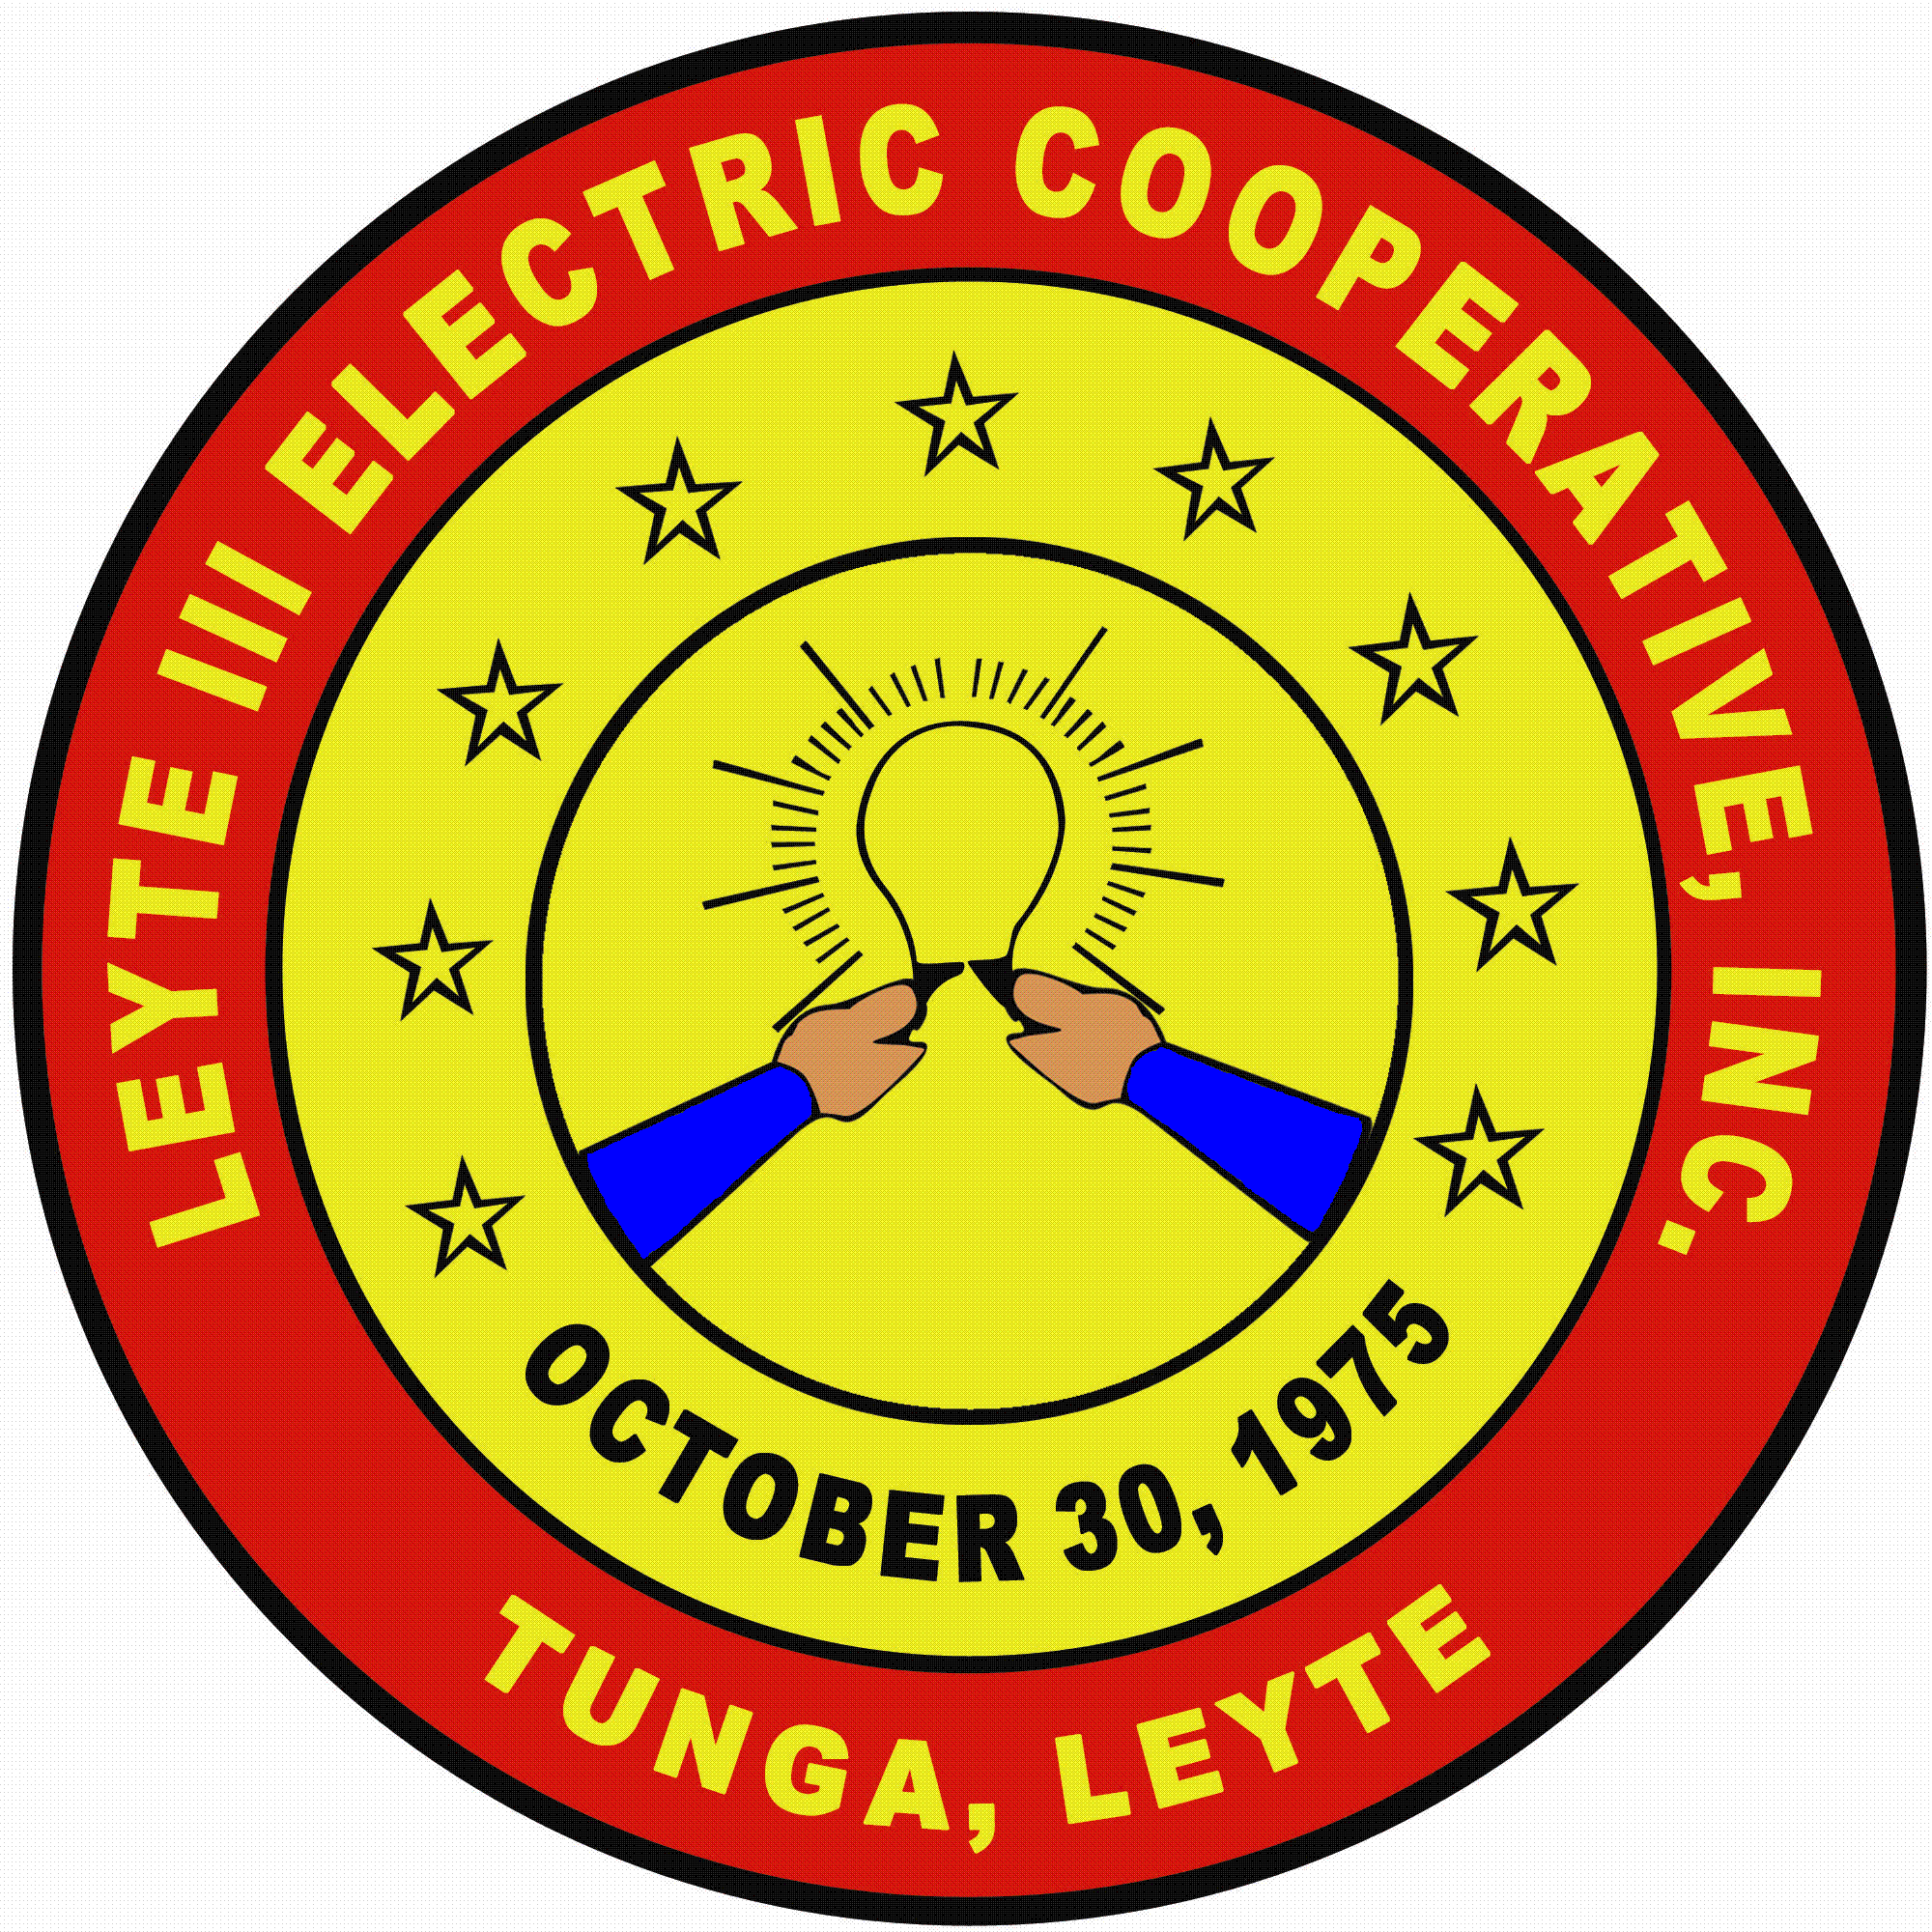 LEYTE III ELECTRIC COOPERATIVE, INC.
OCTOBER 30, 1975
TUNGA, LEYTE